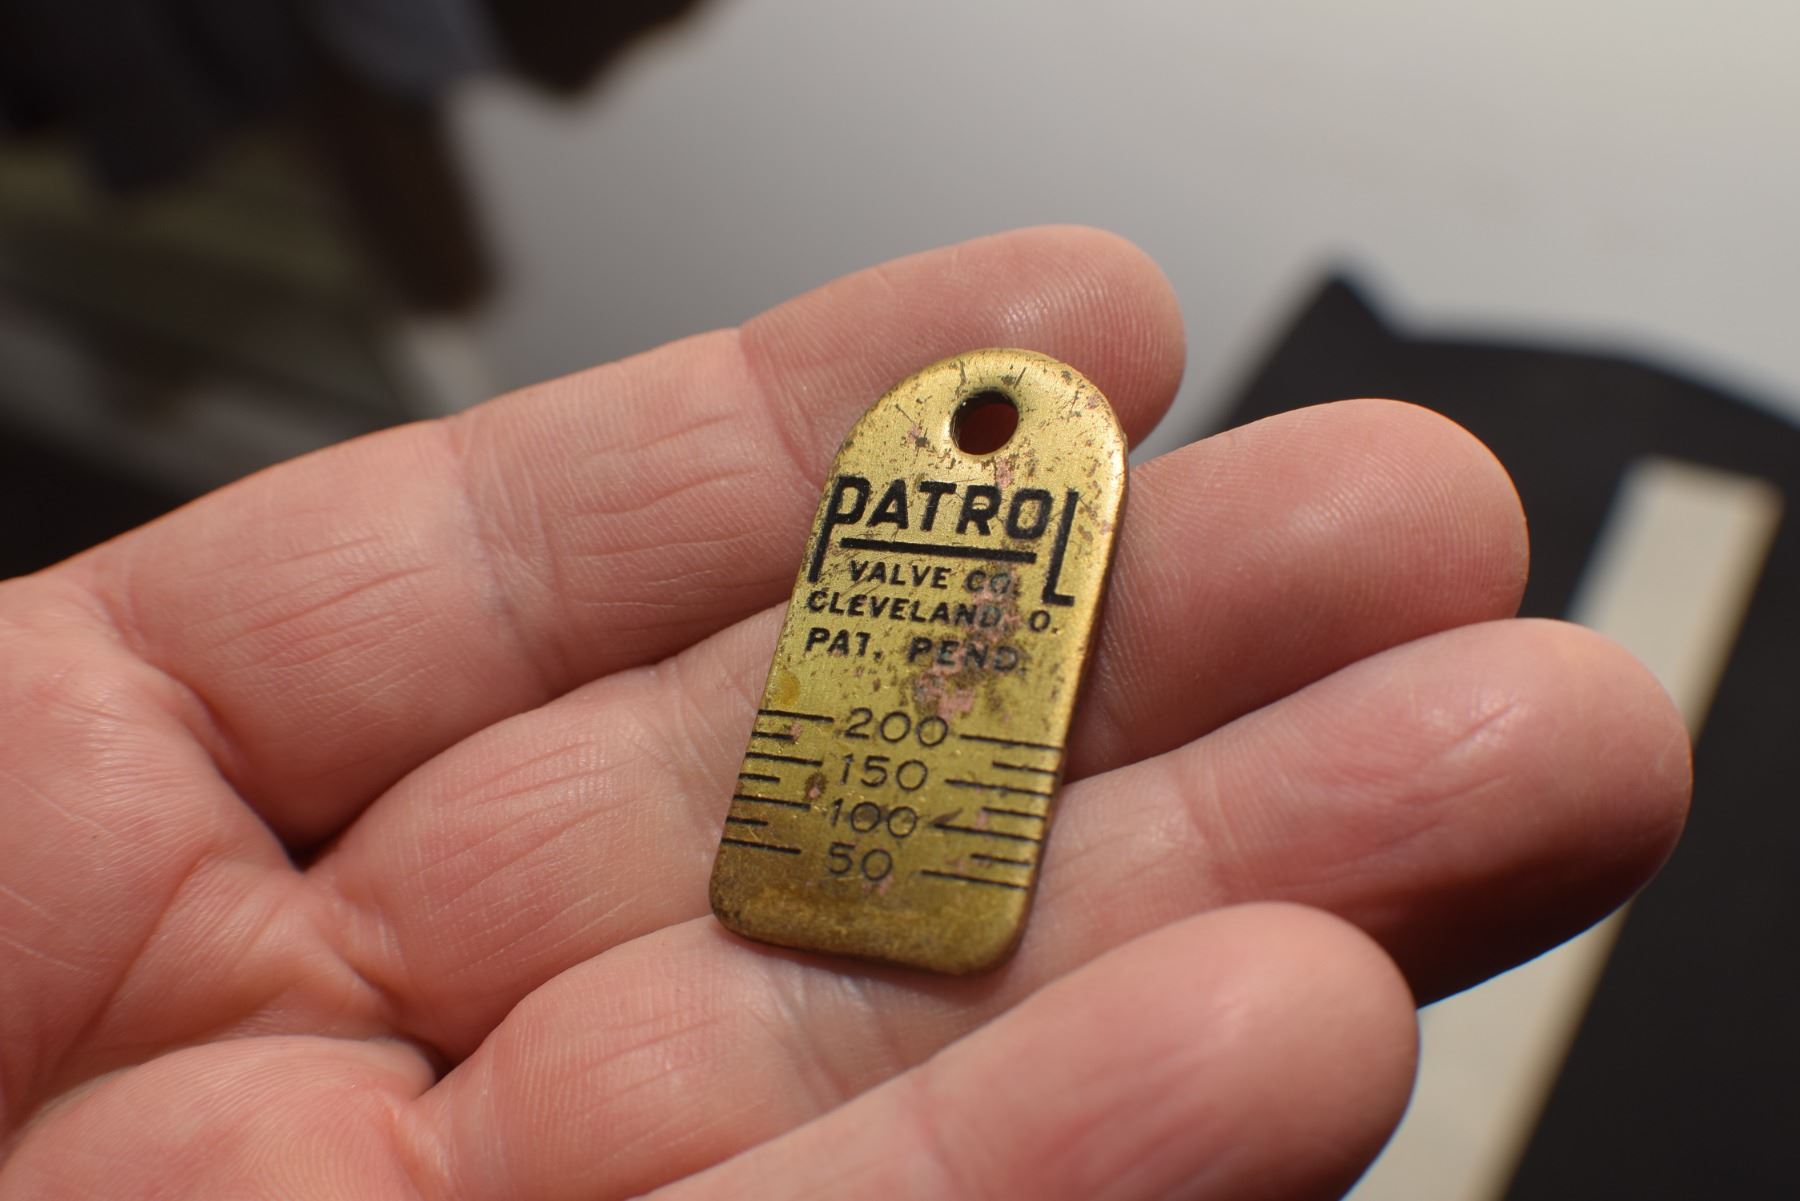 PATROL
VALVE CO.
CLEVELAND, O.
PAT. PEND.
200
150
100
50